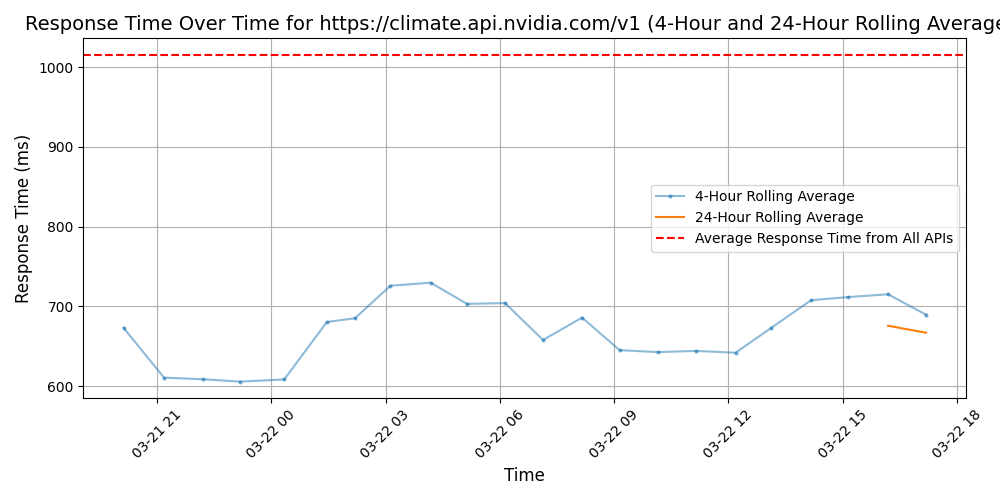 Response Time Over Time for https://climate.api.nvidia.com/v1 (4-Hour and 24-Hour Rolling Average
Response Time (ms)
1000
900
800
700
600
4-Hour Rolling Average
24-Hour Rolling Average
Average Response Time from All APIs
03-21 21
03-22 00
03-22 03
03-22 06
03-22 09
03-22 12
03-22 15
03-22 18
Time